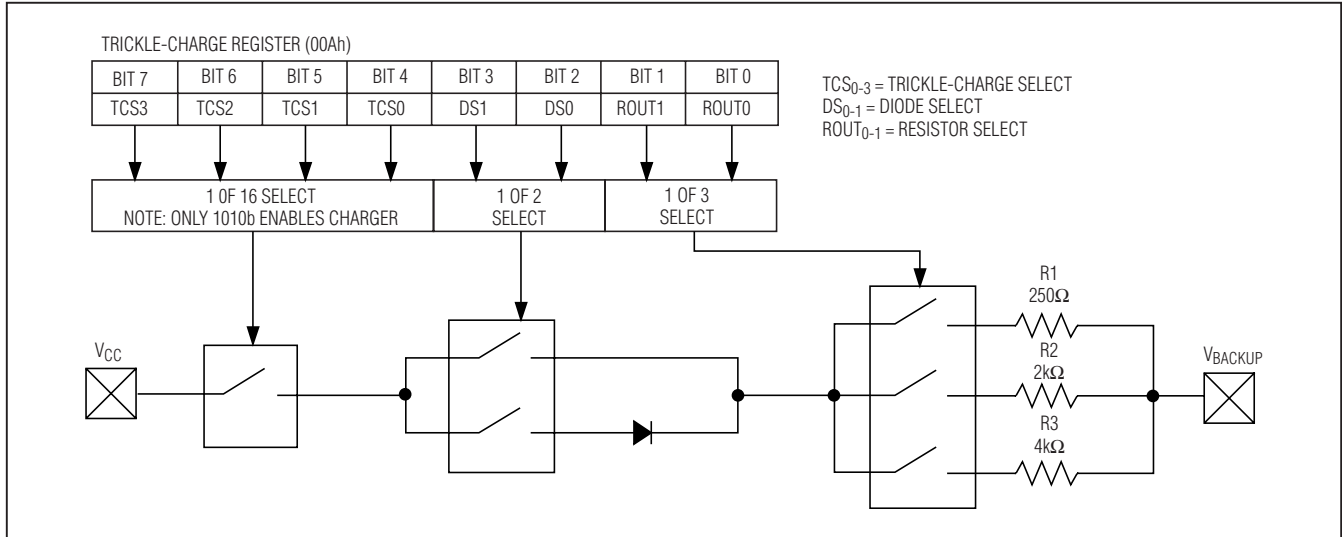 TRICKLE-CHARGE REGISTER (00Ah)
BIT 7 BIT 6 BIT 5 BIT 4 BIT 3 BIT 2 BIT 1 BIT 0
TCS3 TCS2 TCS1 TCS0 DS1 DS0 ROUT1 ROUT0
TCS0-3 = TRICKLE-CHARGE SELECT
DS0-1 = DIODE SELECT
ROUT0-1 = RESISTOR SELECT
1 0F 16 SELECT
NOTE: ONLY 1010b ENABLES CHARGER
1 OF 2
SELECT
1 OF 3
SELECT
VCC
R1
250Ω
R2
2kΩ
R3
4kΩ
VBACKUP